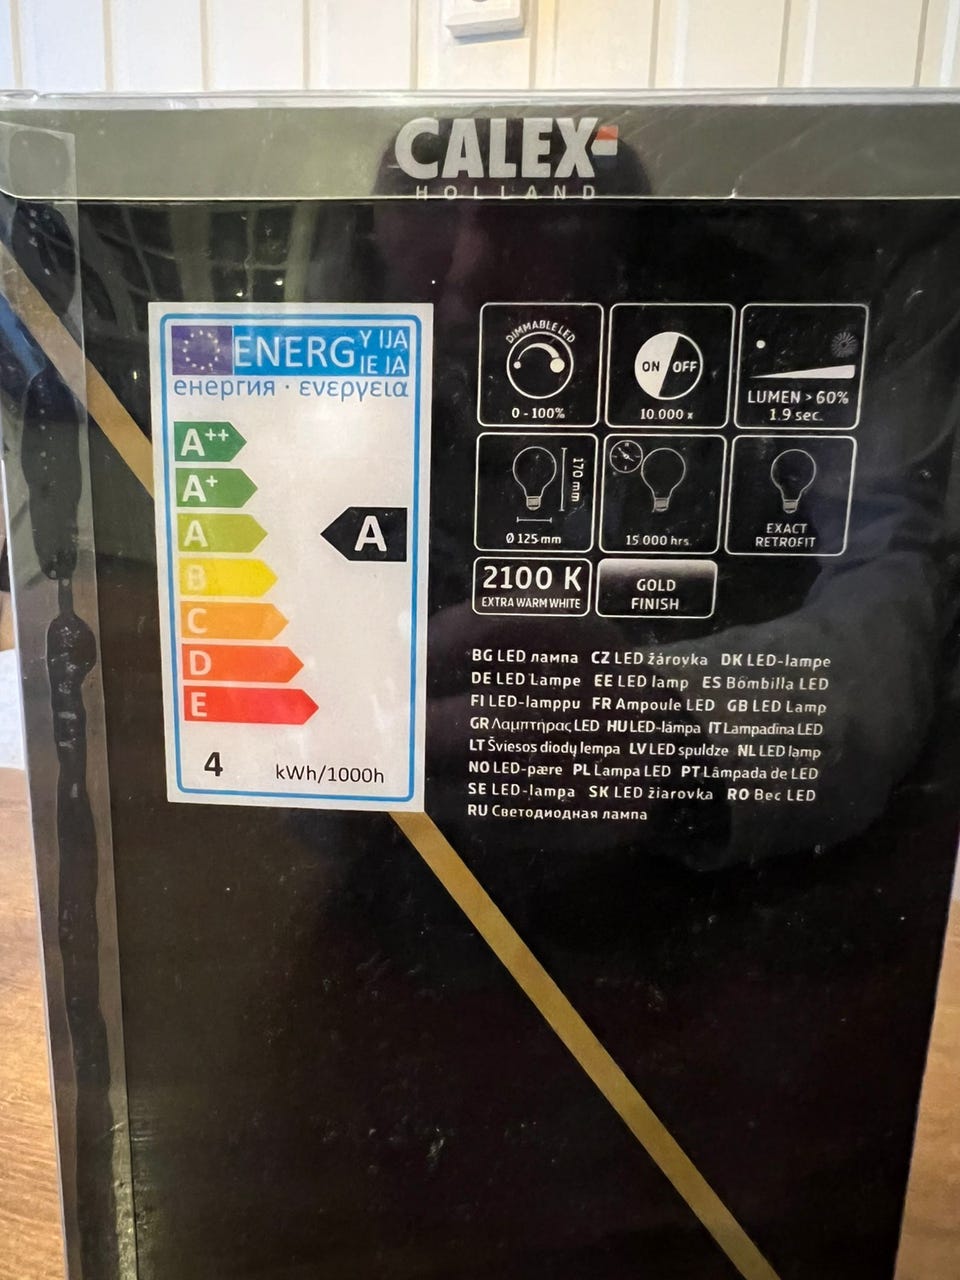 CALEX
HOLLAND
ENERG Y IJA
IE IA
енергия · ενεργεια
A++
A+
A
B
C
D
E
A
4 kWh/1000h
DIMMABLE LED
0 - 100%
ON OFF
10.000 x
LUMEN > 60%
1.9 sec.
170 mm
Ø 125 mm
15.000 hrs.
EXACT
RETROFIT
2100 K
EXTRA WARM WHITE
GOLD
FINISH
BG LED лампа CZ LED žárovka DK LED-lampe
DE LED Lampe EE LED lamp ES Bombilla LED
FI LED-lamppu FR Ampoule LED GB LED Lamp
GR Λαμπτήρας LED HU LED-lámpa IT Lampadina LED
LT Šviesos diodų lempa LV LED spuldze NL LED lamp
NO LED-pære PL Lampa LED PT Lâmpada de LED
SE LED-lampa SK LED žiarovka RO Bec LED
RU Светодиодная лампа